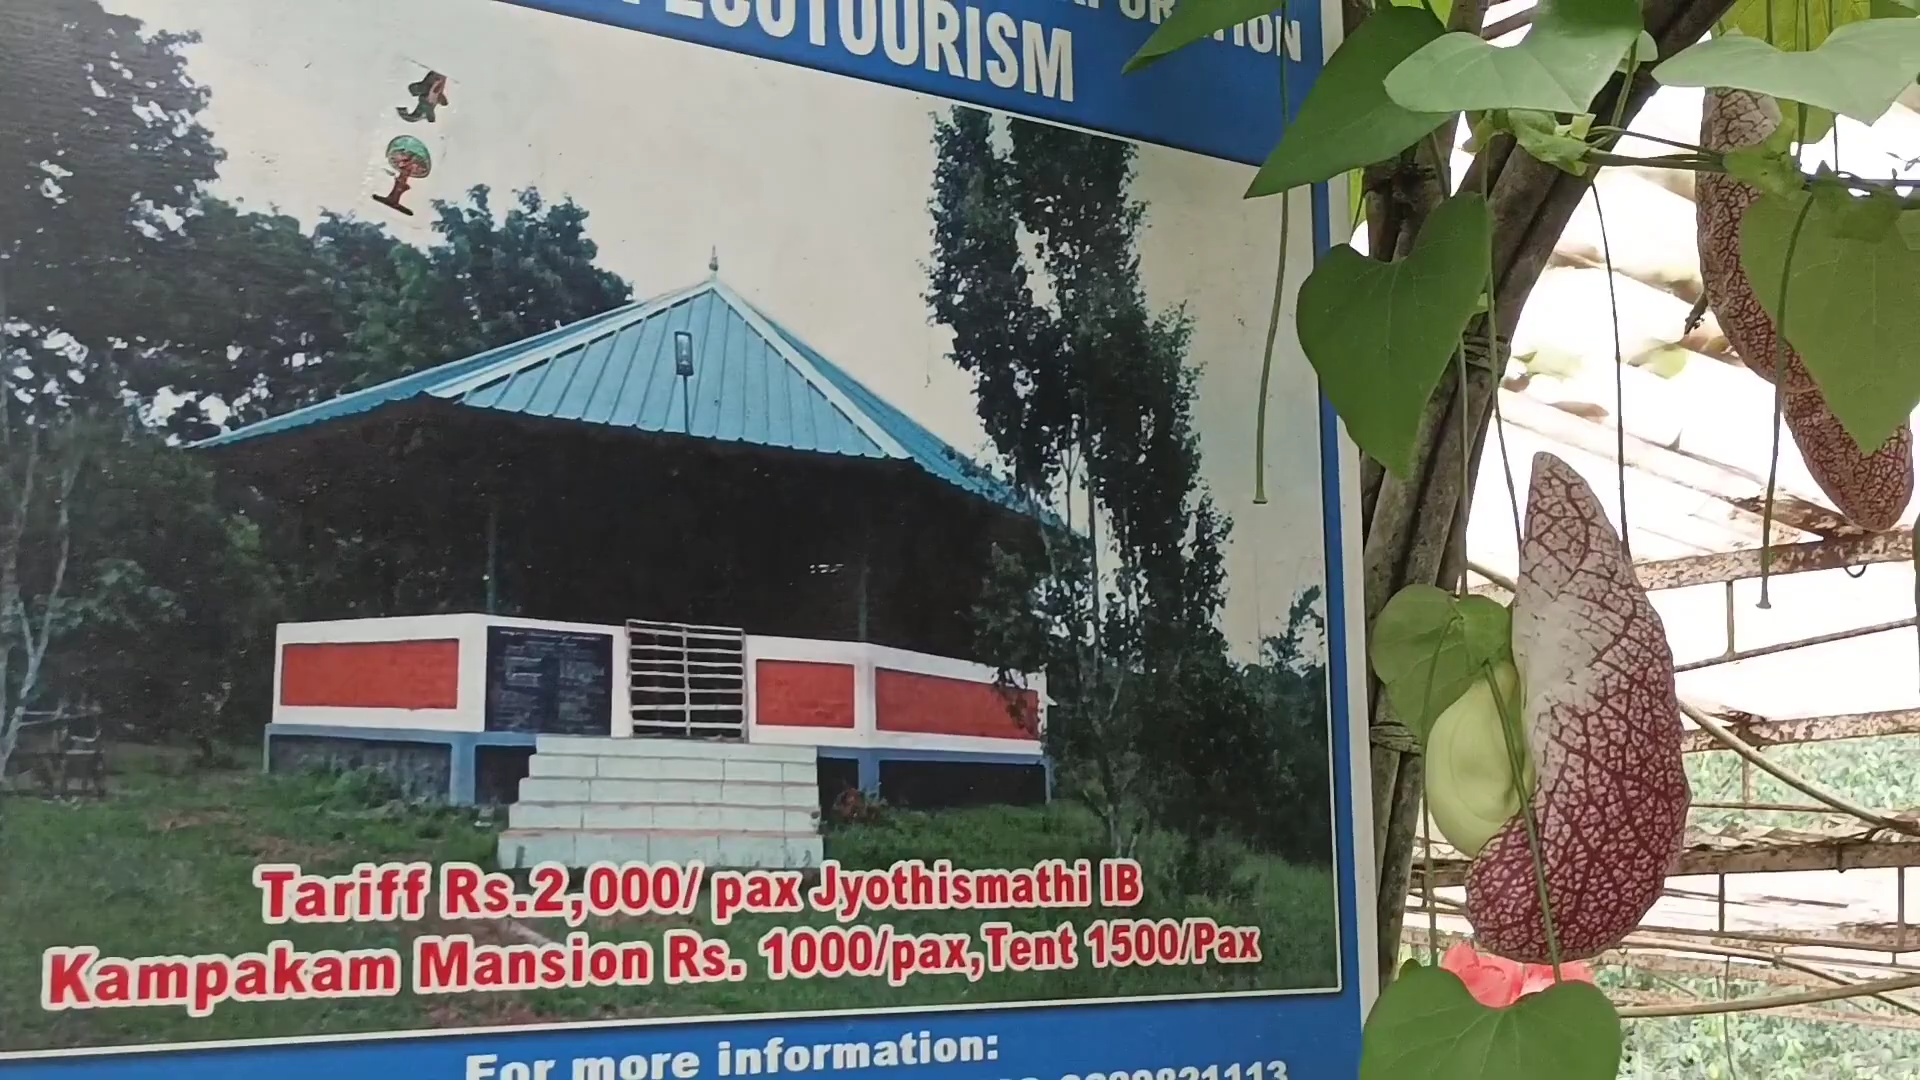 ECOTOURISM
Tariff Rs.2,000/ pax Jyothismathi IB
Kampakam Mansion Rs. 1000/pax,Tent 1500/Pax
For more information: